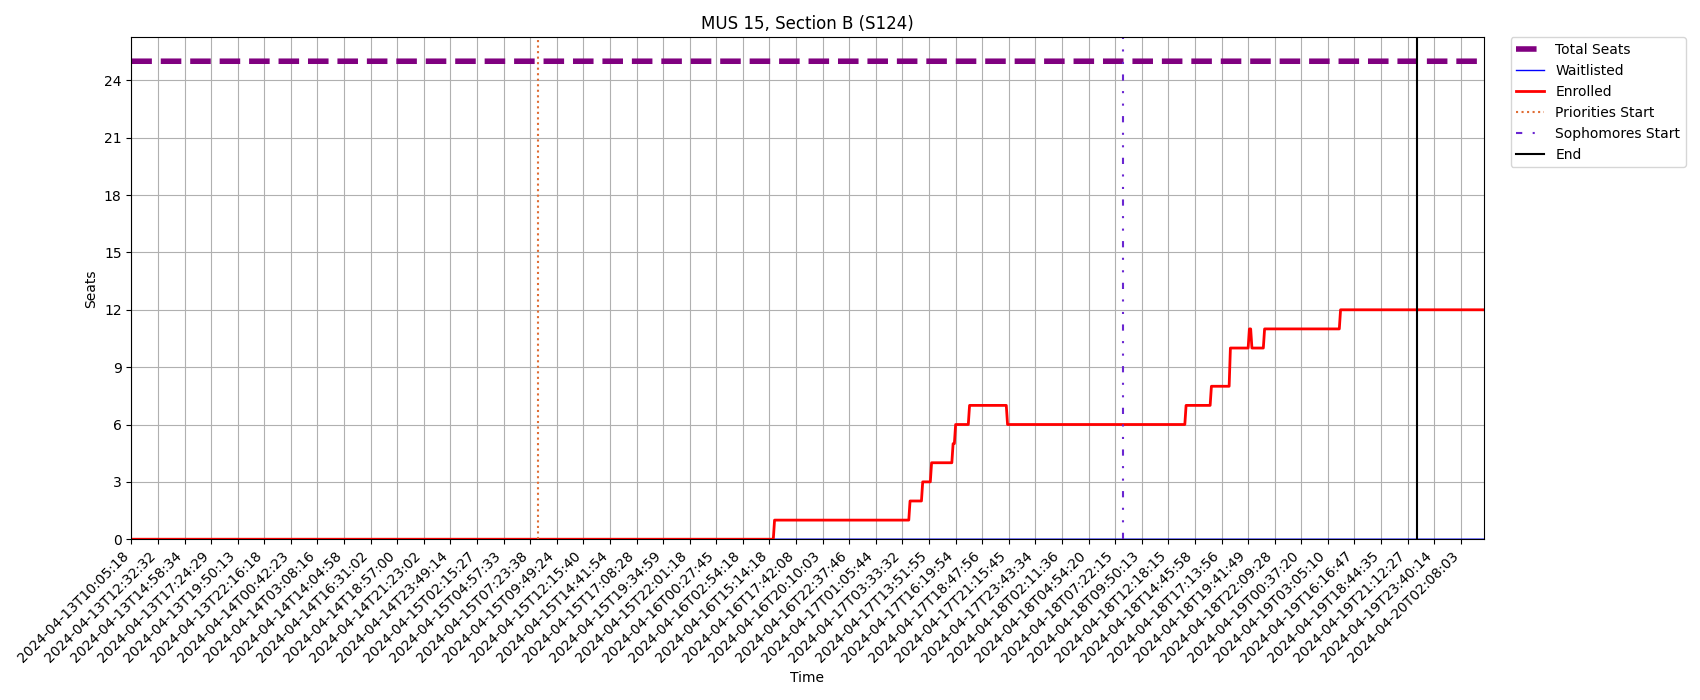 MUS 15, Section B (S124)
Total Seats
Waitlisted
Enrolled
Priorities Start
Sophomores Start
End
Seats
24
21
18
15
12
9
6
3
0
2024-04-13T10:05:18
2024-04-13T12:32:32
2024-04-13T14:58:34
2024-04-13T17:24:29
2024-04-13T19:50:13
2024-04-13T22:16:18
2024-04-14T00:42:23
2024-04-14T03:08:16
2024-04-14T14:04:58
2024-04-14T16:31:02
2024-04-14T18:57:00
2024-04-14T21:23:02
2024-04-14T23:49:14
2024-04-15T02:15:27
2024-04-15T04:57:33
2024-04-15T07:23:38
2024-04-15T09:49:24
2024-04-15T12:15:40
2024-04-15T14:41:54
2024-04-15T17:08:28
2024-04-15T19:34:59
2024-04-15T22:01:18
2024-04-16T00:27:45
2024-04-16T02:54:18
2024-04-16T15:14:18
2024-04-16T17:42:08
2024-04-16T20:10:03
2024-04-16T22:37:46
2024-04-17T01:05:44
2024-04-17T03:33:32
2024-04-17T13:51:55
2024-04-17T16:19:54
2024-04-17T18:47:56
2024-04-17T21:15:45
2024-04-17T23:43:34
2024-04-18T02:11:36
2024-04-18T04:54:20
2024-04-18T07:22:15
2024-04-18T09:50:13
2024-04-18T12:18:15
2024-04-18T14:45:58
2024-04-18T17:13:56
2024-04-18T19:41:49
2024-04-18T22:09:28
2024-04-19T00:37:20
2024-04-19T03:05:10
2024-04-19T16:16:47
2024-04-19T18:44:35
2024-04-19T21:12:27
2024-04-19T23:40:14
2024-04-20T02:08:03
Time